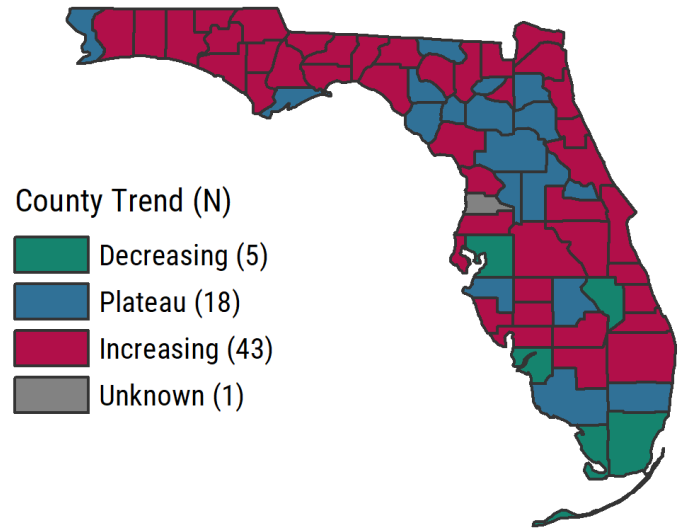 County Trend (N)
Decreasing (5)
Plateau (18)
Increasing (43)
Unknown (1)